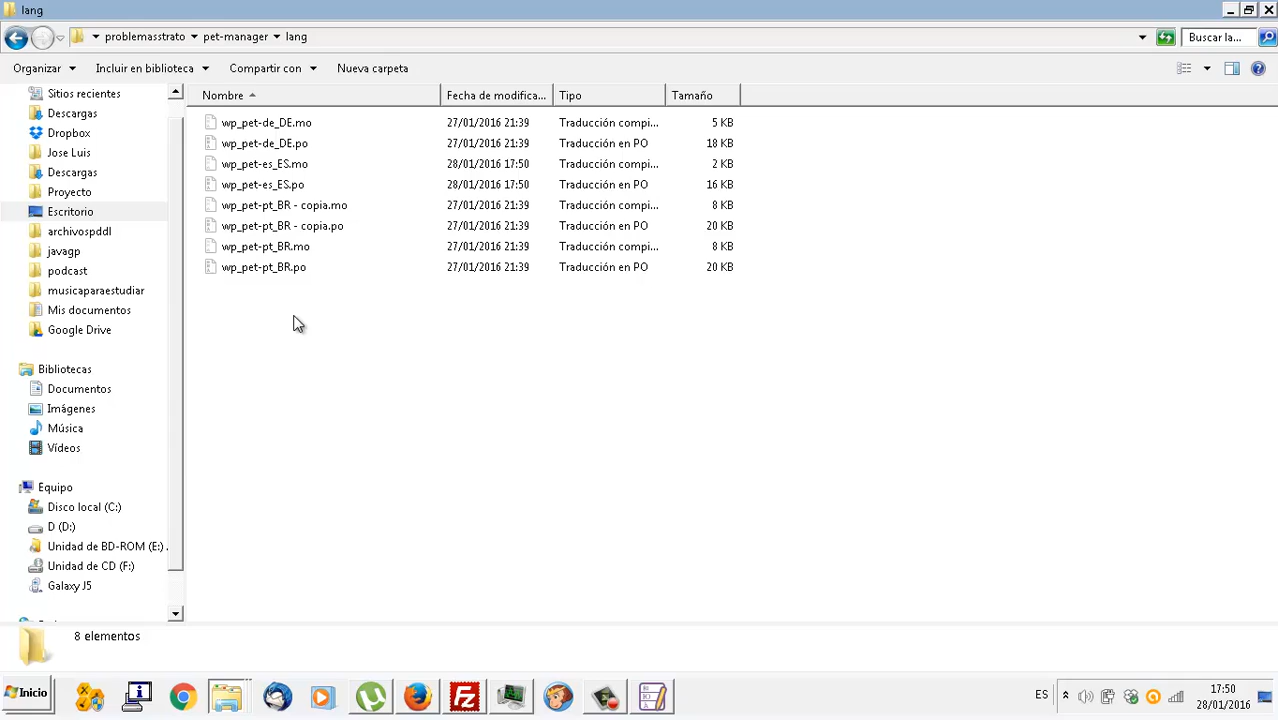 lang
problemasstrato pet-manager lang Buscar la...
Organizar Incluir en biblioteca Compartir con Nueva carpeta
Sitios recientes
Descargas
Dropbox
Jose Luis
Descargas
Proyecto
Escritorio
archivospddl
javagp
podcast
musicaparaestudiar
Mis documentos
Google Drive
Bibliotecas
Documentos
Imágenes
Música
Vídeos
Equipo
Disco local (C:)
D (D:)
Unidad de BD-ROM (E:) .
Unidad de CD (F:)
Galaxy J5
Nombre Fecha de modifica... Tipo Tamaño
wp_pet-de_DE.mo 27/01/2016 21:39 Traducción compi... 5 KB
wp_pet-de_DE.po 27/01/2016 21:39 Traducción en PO 18 KB
wp_pet-es_ES.mo 28/01/2016 17:50 Traducción compi... 2 KB
wp_pet-es_ES.po 28/01/2016 17:50 Traducción en PO 16 KB
wp_pet-pt_BR - copia.mo 27/01/2016 21:39 Traducción compi... 8 KB
wp_pet-pt_BR - copia.po 27/01/2016 21:39 Traducción en PO 20 KB
wp_pet-pt_BR.mo 27/01/2016 21:39 Traducción compi... 8 KB
wp_pet-pt_BR.po 27/01/2016 21:39 Traducción en PO 20 KB
8 elementos
Inicio ES 17:50
28/01/2016